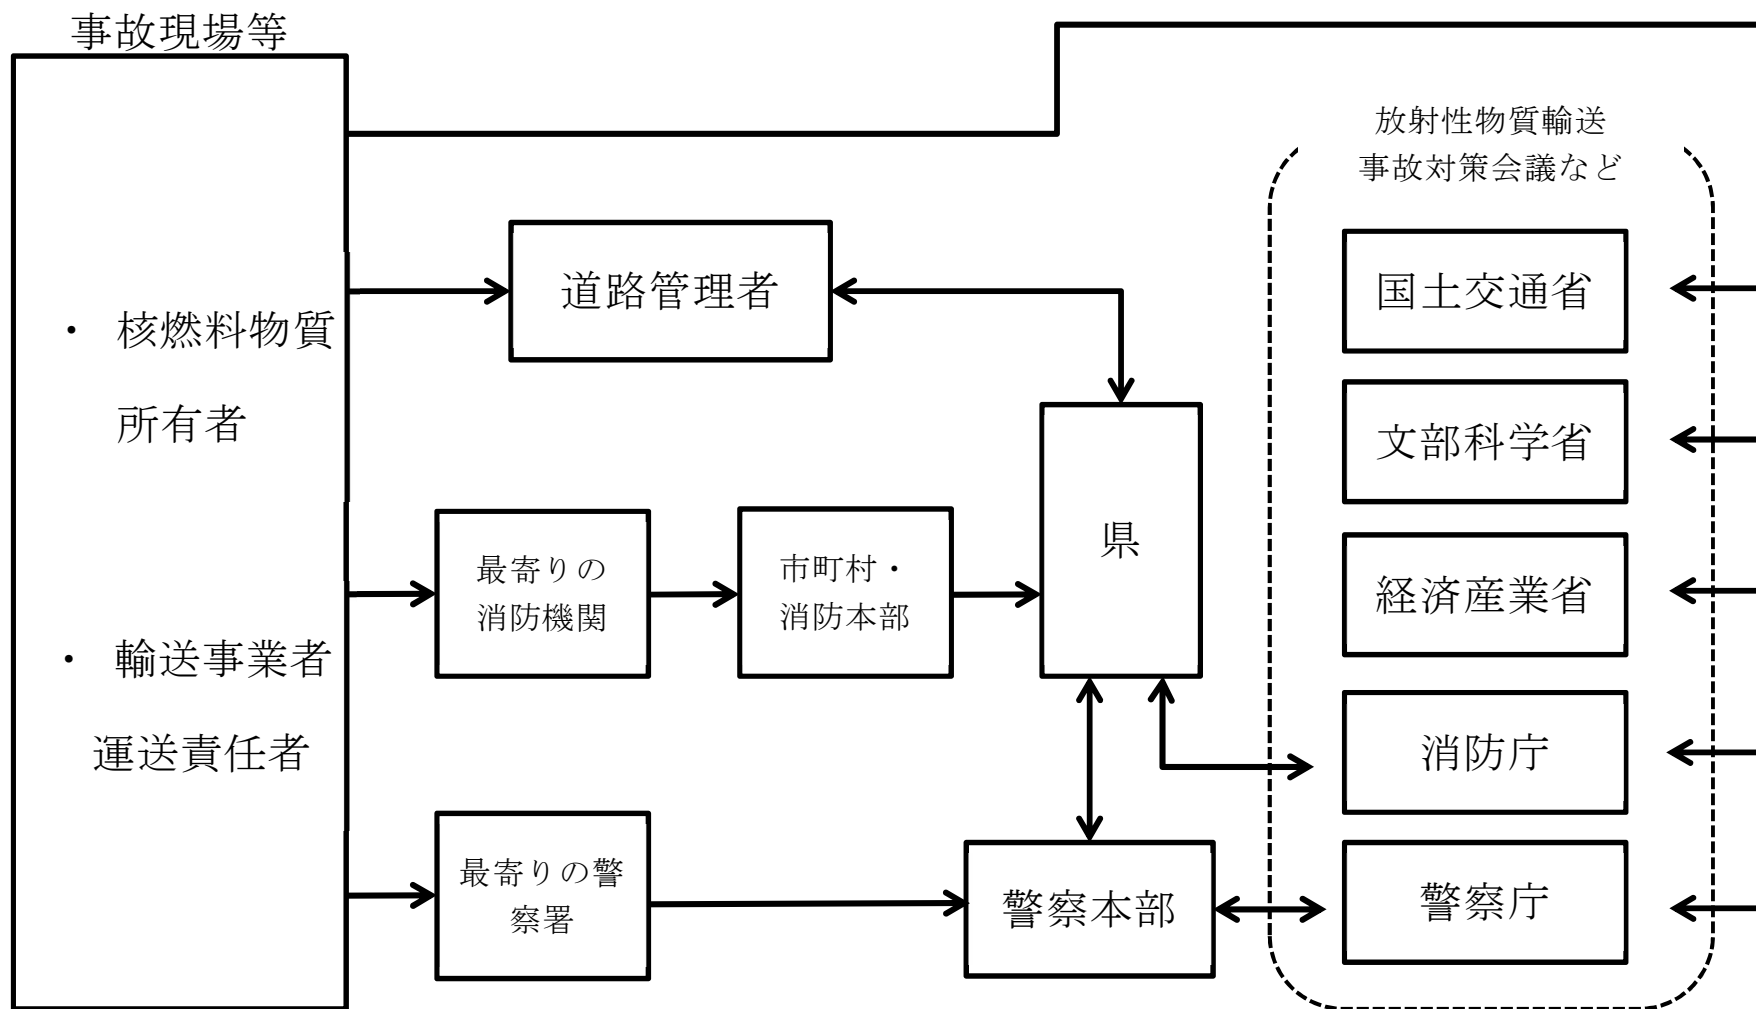 事故現場等
・ 核燃料物質
所有者
・ 輸送事業者
運送責任者
道路管理者
最寄りの
消防機関
市町村・
消防本部
県
最寄りの警
察署
警察本部
放射性物質輸送
事故対策会議など
国土交通省
文部科学省
経済産業省
消防庁
警察庁